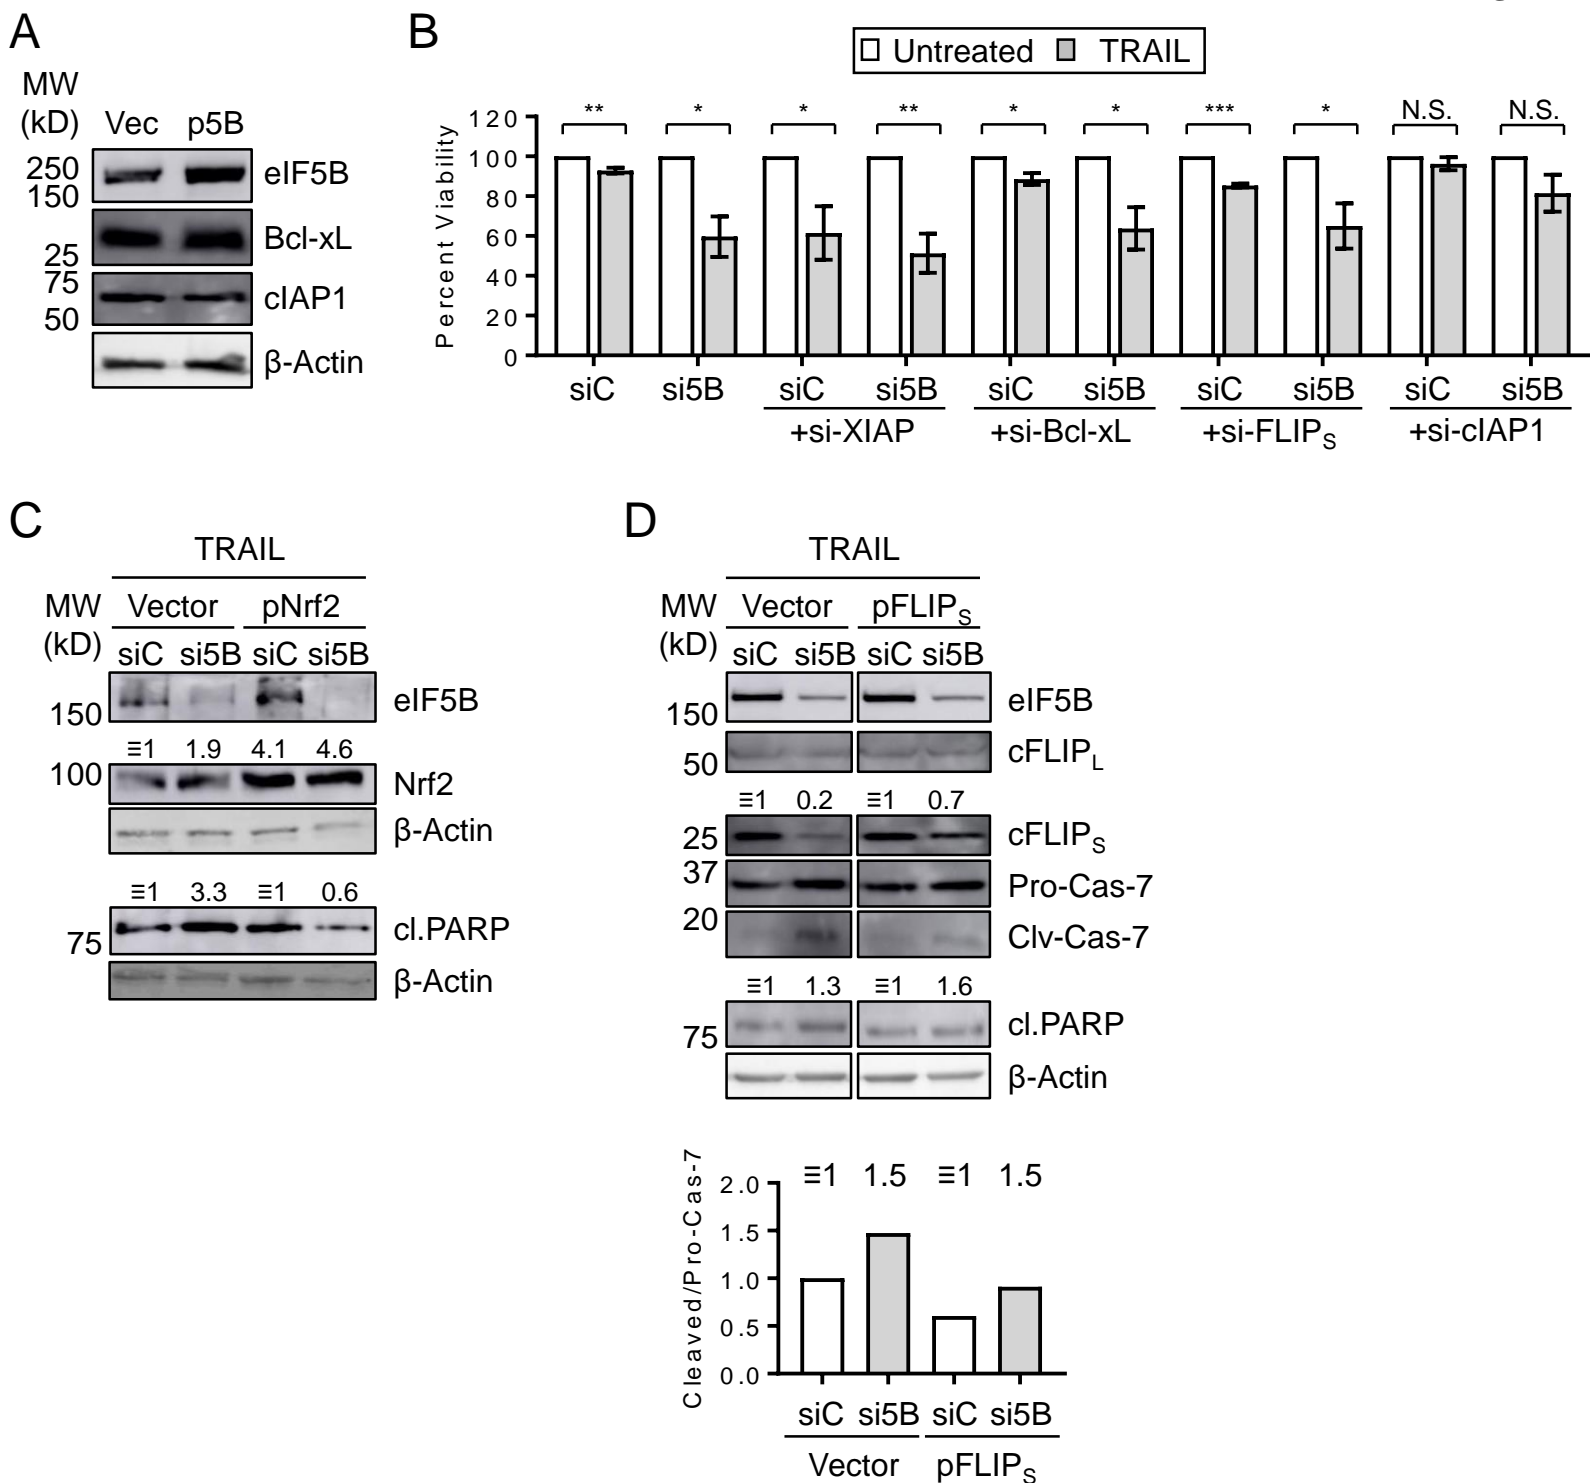 A
MW
(kD)
Vec p5B
250
150
eIF5B
Bcl-xL
25
75
cIAP1
50
β-Actin
B
Untreated TRAIL
Percent Viability
120
100
80
60
40
20
0
** * * ** * * *** * N.S. N.S.
siC si5B siC si5B siC si5B siC si5B siC si5B
+si-XIAP +si-Bcl-xL +si-FLIPS +si-cIAP1
C
TRAIL
MW
(kD)
Vector pNrf2
siC si5B siC si5B
150
eIF5B
≡1 1.9 4.1 4.6
100
Nrf2
β-Actin
≡1 3.3 ≡1 0.6
75
cl.PARP
β-Actin
D
TRAIL
MW
(kD)
Vector pFLIPS
siC si5B siC si5B
150
eIF5B
50
cFLIPL
≡1 0.2 ≡1 0.7
25
cFLIPS
37
Pro-Cas-7
20
Clv-Cas-7
≡1 1.3 ≡1 1.6
75
cl.PARP
β-Actin
Cleaved/Pro-Cas-7
≡1 1.5 ≡1 1.5
2.0
1.5
1.0
0.5
0.0
siC si5B siC si5B
Vector pFLIPS